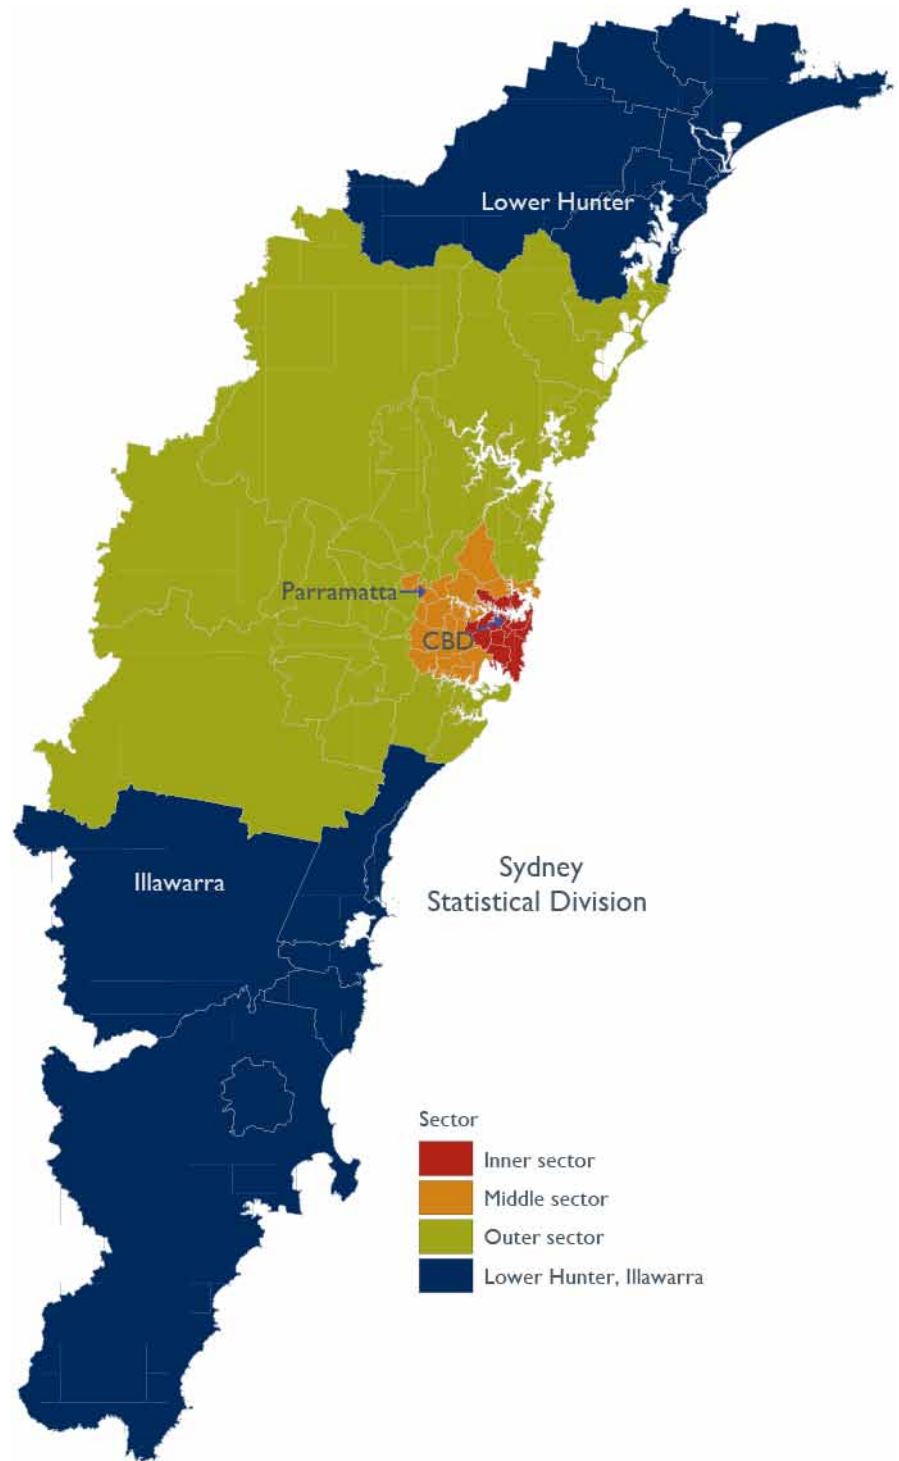 Lower Hunter
Parramatta
CBD
Illawarra
Sydney
Statistical Division
Sector
Inner sector
Middle sector
Outer sector
Lower Hunter, Illawarra